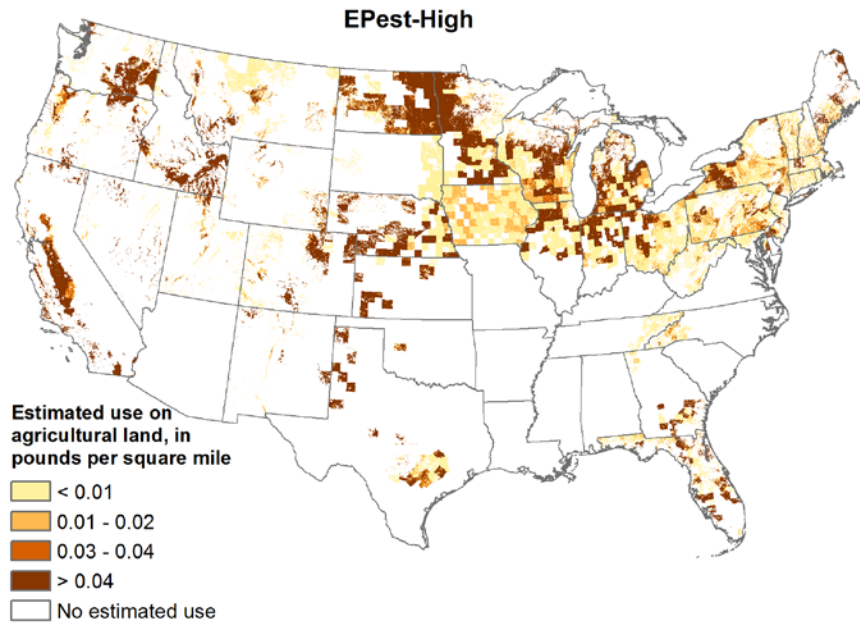 EPest-High
Estimated use on
agricultural land, in
pounds per square mile
< 0.01
0.01 - 0.02
0.03 - 0.04
> 0.04
No estimated use